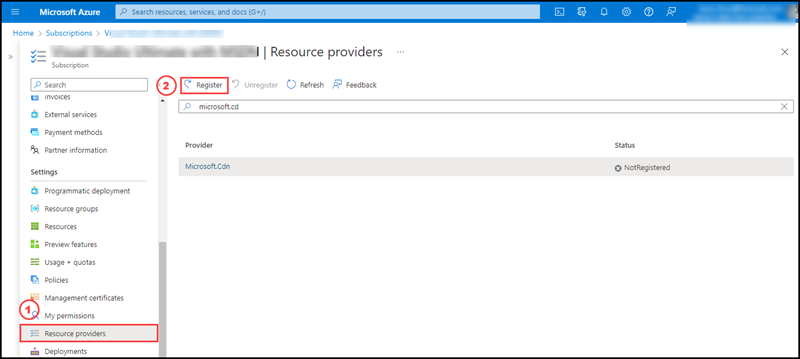 Microsoft Azure
Search resources, services, and docs (G+/)
Home > Subscriptions >
| Resource providers ...
Subscription
Search
Invoices
External services
Payment methods
Partner information
Settings
Programmatic deployment
Resource groups
Resources
Preview features
Usage + quotas
Policies
Management certificates
1
My permissions
Resource providers
Deployments
2
Register
Unregister
Refresh
Feedback
microsoft.cd
Provider
Status
Microsoft.Cdn
NotRegistered